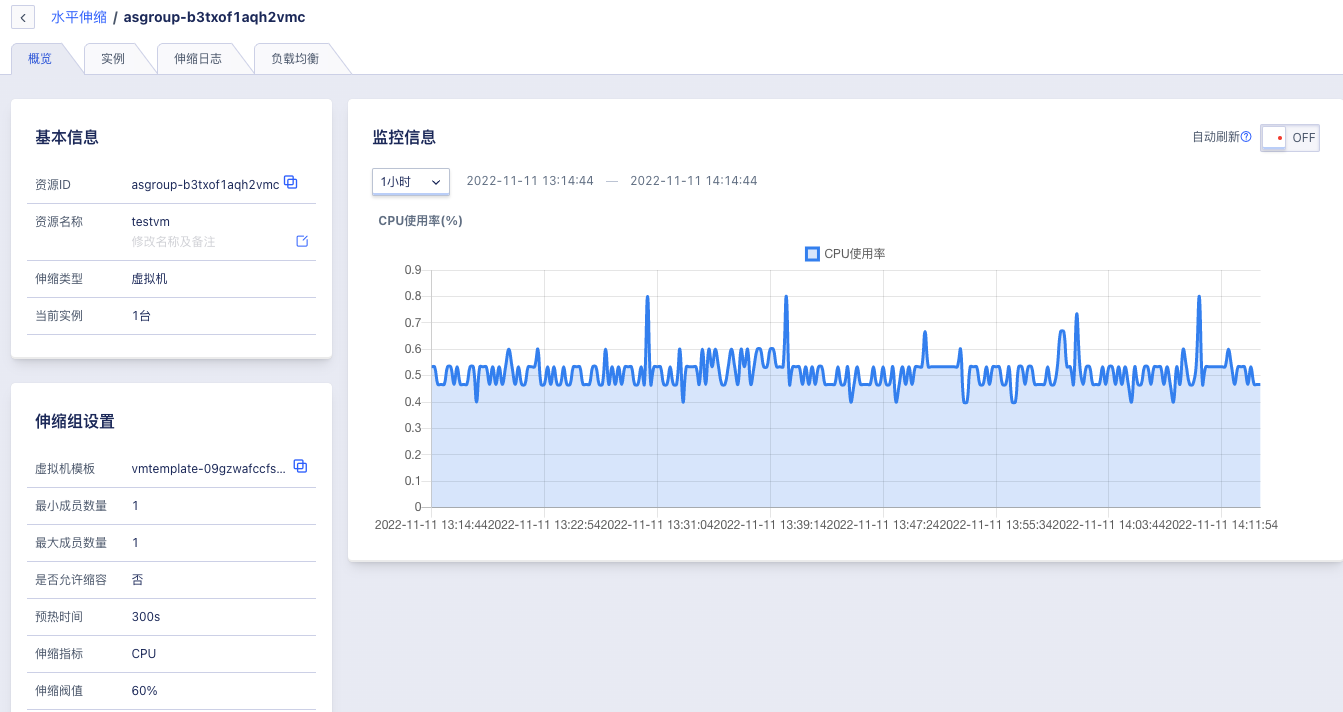 水平伸缩 / asgroup-b3txof1aqh2vmc
概览 实例 伸缩日志 负载均衡
基本信息
资源ID asgroup-b3txof1aqh2vmc
资源名称 testvm
修改名称及备注
伸缩类型 虚拟机
当前实例 1台
伸缩组设置
虚拟机模板 vmtemplate-09gzwafccfs...
最小成员数量 1
最大成员数量 1
是否允许缩容 否
预热时间 300s
伸缩指标 CPU
伸缩阀值 60%
监控信息
自动刷新 OFF
1小时 2022-11-11 13:14:44 — 2022-11-11 14:14:44
CPU使用率(%)
CPU使用率
0.9
0.8
0.7
0.6
0.5
0.4
0.3
0.2
0.1
0
2022-11-11 13:14:44 2022-11-11 13:22:54 2022-11-11 13:31:04 2022-11-11 13:39:14 2022-11-11 13:47:24 2022-11-11 13:55:34 2022-11-11 14:03:44 2022-11-11 14:11:54